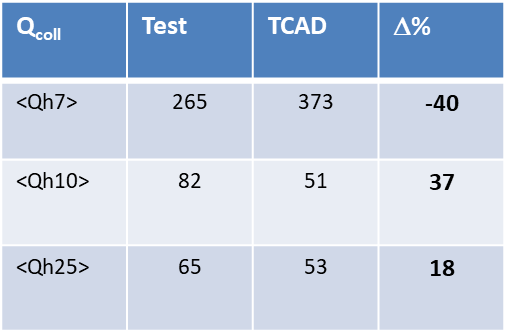 Qcoll Test TCAD Δ%
<Qh7> 265 373 -40
<Qh10> 82 51 37
<Qh25> 65 53 18